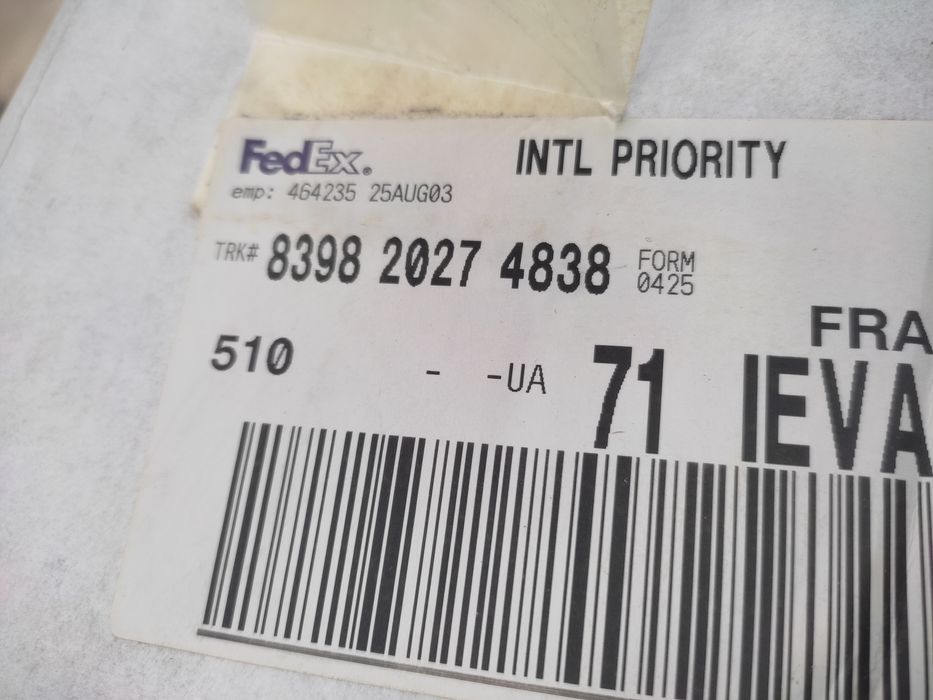 FedEx. INTL PRIORITY
emp: 464235 25AUG03
TRK# 8398 2027 4838 FORM 0425
FRA
510 - -UA 71 IEVA